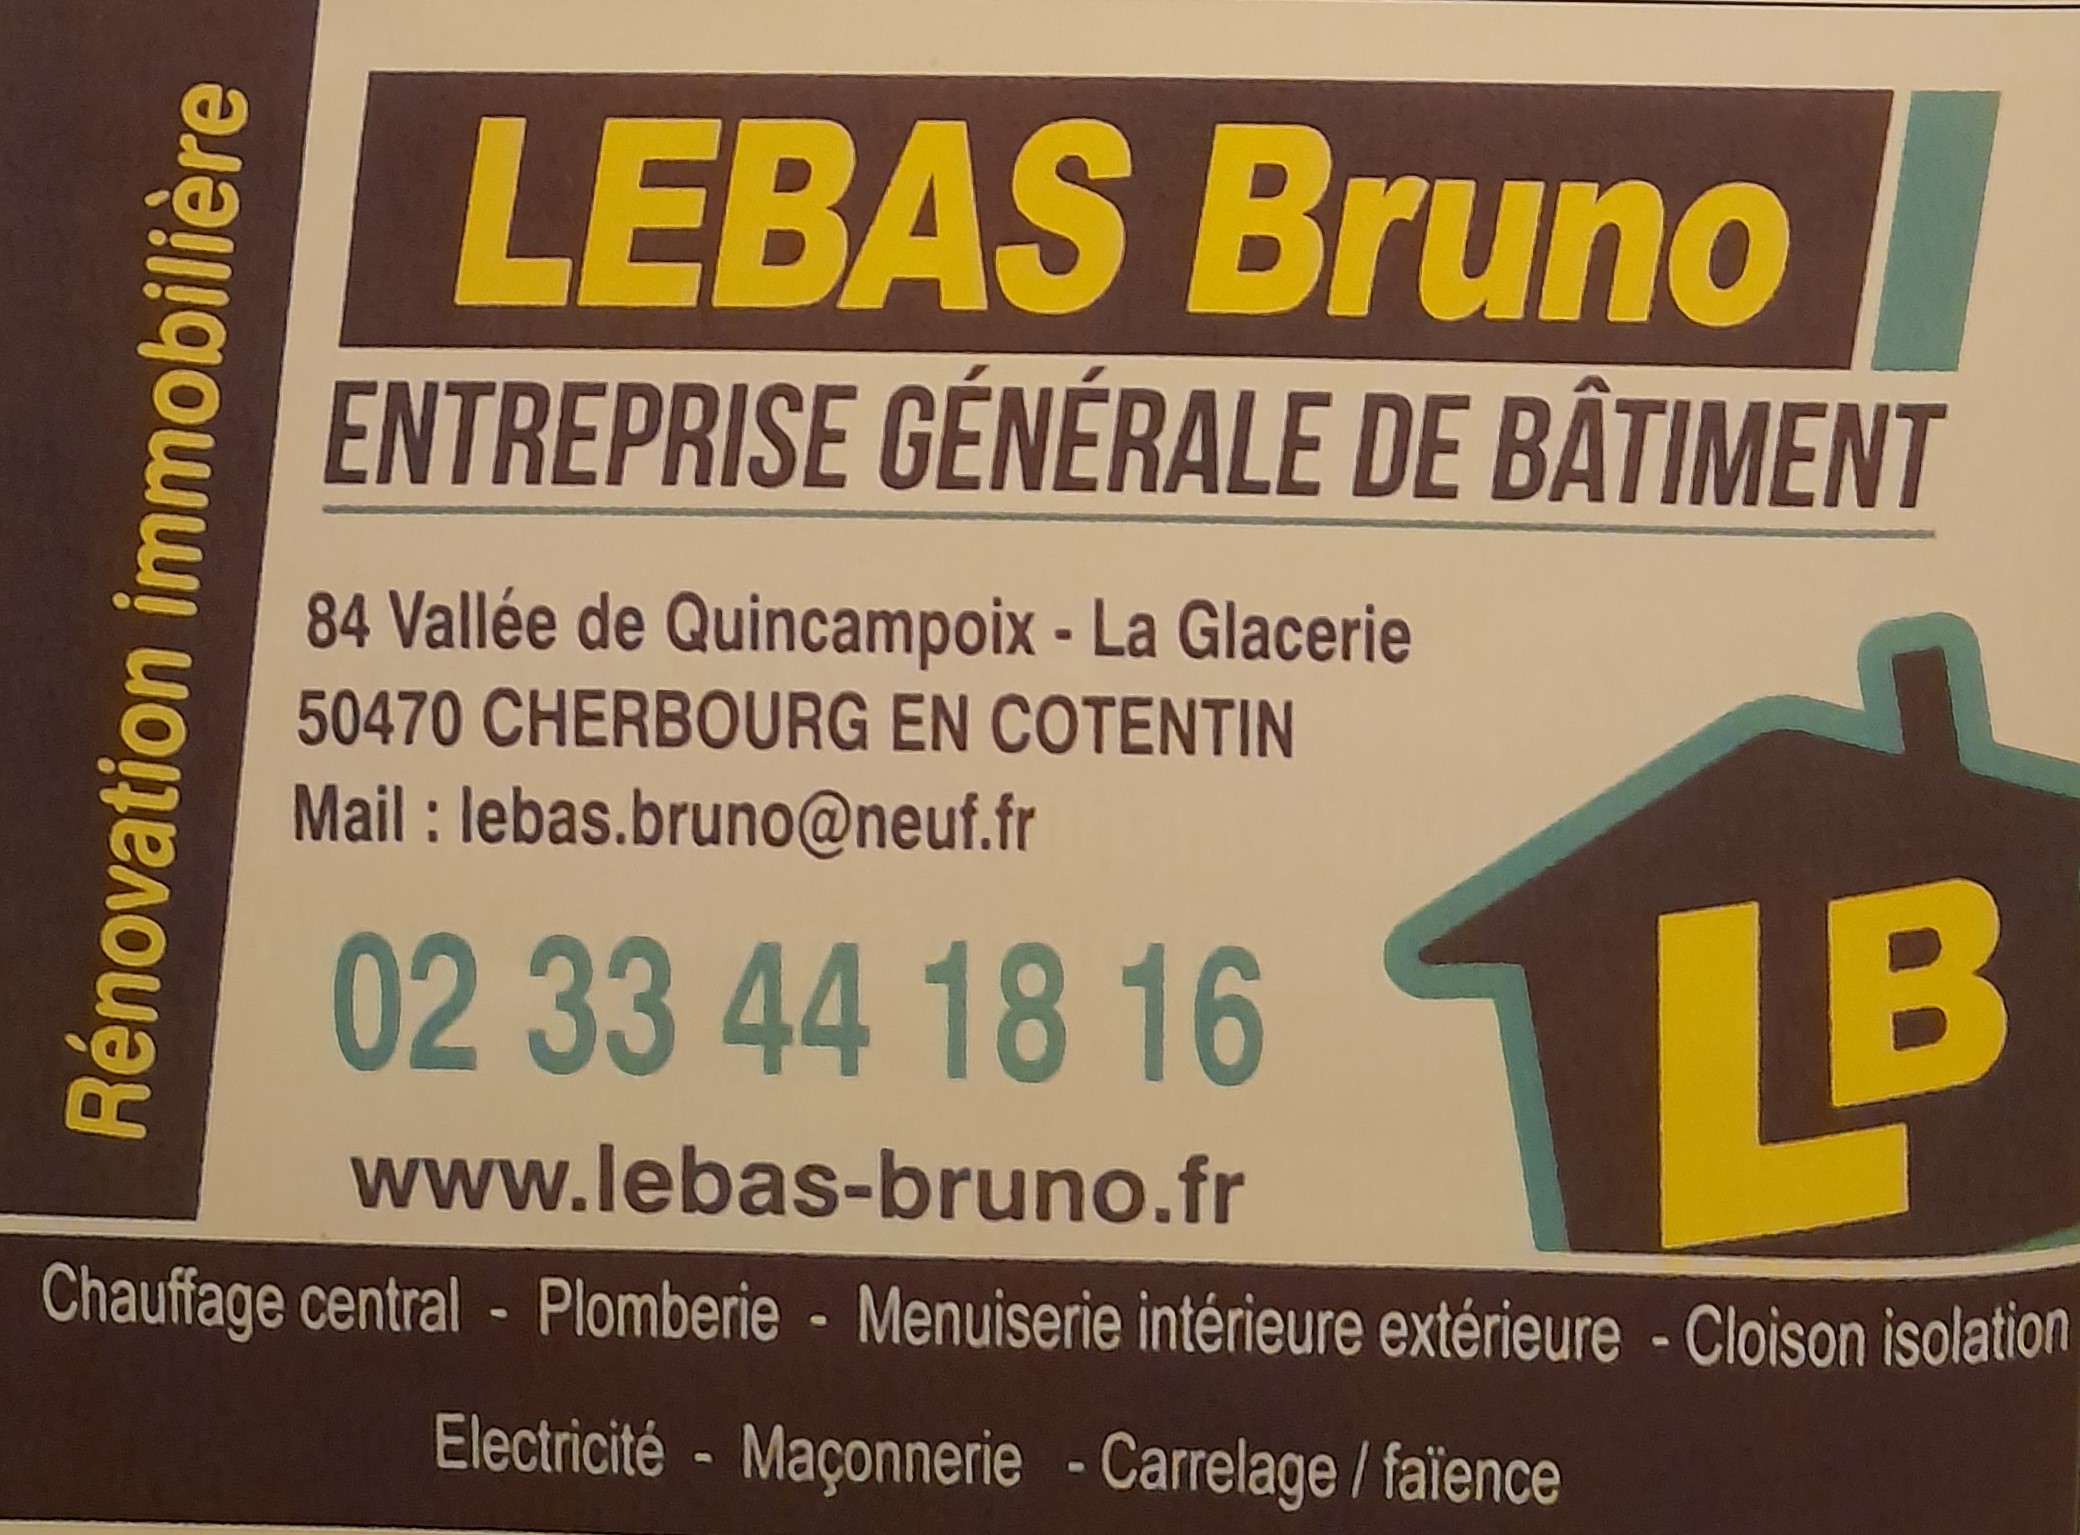 Rénovation immobilière
LEBAS Bruno
ENTREPRISE GÉNÉRALE DE BÂTIMENT
84 Vallée de Quincampoix - La Glacerie
50470 CHERBOURG EN COTENTIN
Mail : lebas.bruno@neuf.fr
02 33 44 18 16
www.lebas-bruno.fr
LB
Chauffage central - Plomberie - Menuiserie intérieure extérieure - Cloison isolation
Electricité - Maçonnerie - Carrelage / faïence